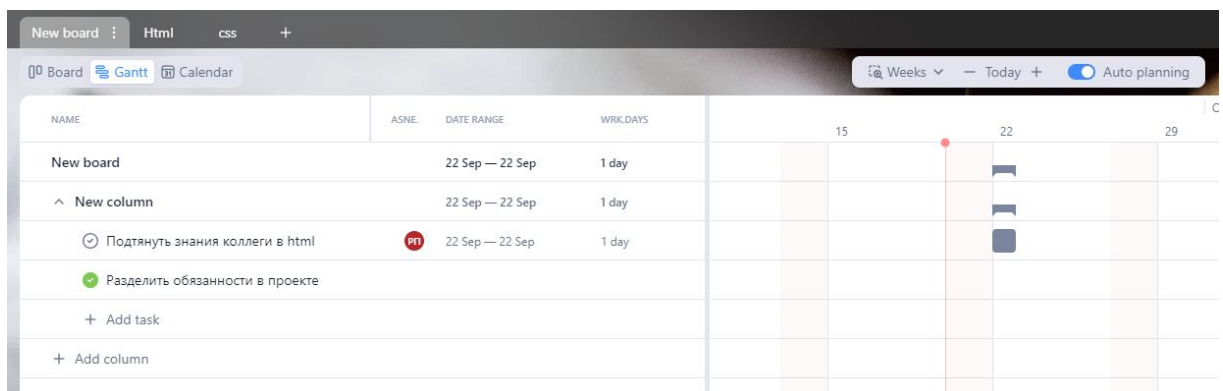 New board Html css +
Board Gantt 31 Calendar Weeks − Today + Auto planning
NAME ASNE. DATE RANGE WRK.DAYS
15 22 29
New board 22 Sep — 22 Sep 1 day
New column 22 Sep — 22 Sep 1 day
Подтянуть знания коллеги в html РП 22 Sep — 22 Sep 1 day
Разделить обязанности в проекте
+ Add task
+ Add column